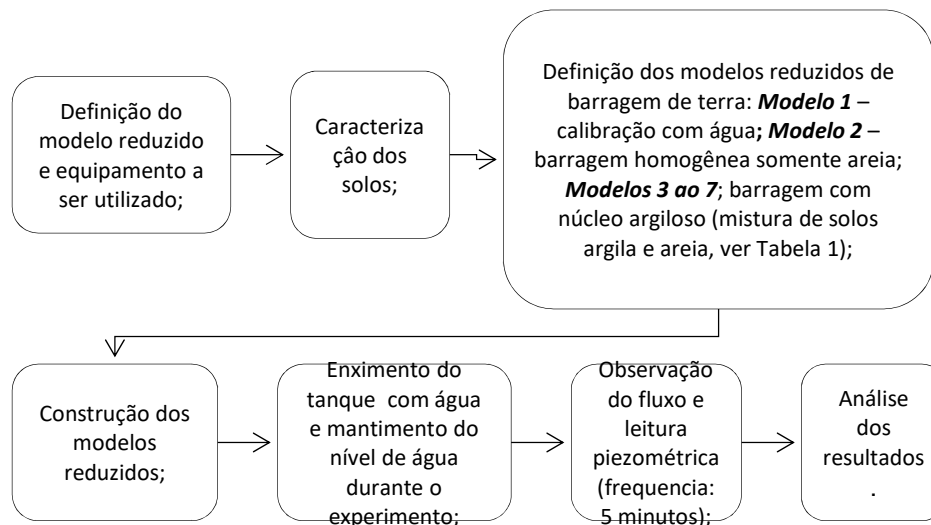 Definição do
modelo reduzido
e equipamento a
ser utilizado;
Caracteriza
çâo dos
solos;
Definição dos modelos reduzidos de
barragem de terra: Modelo 1 –
calibração com água; Modelo 2 –
barragem homogênea somente areia;
Modelos 3 ao 7; barragem com
núcleo argiloso (mistura de solos
argila e areia, ver Tabela 1);
Construção dos
modelos
reduzidos;
Enximento do
tanque com água
e mantimento do
nível de água
durante o
experimento;
Observação
do fluxo e
leitura
piezométrica
(frequencia:
5 minutos);
Análise
dos
resultados
.